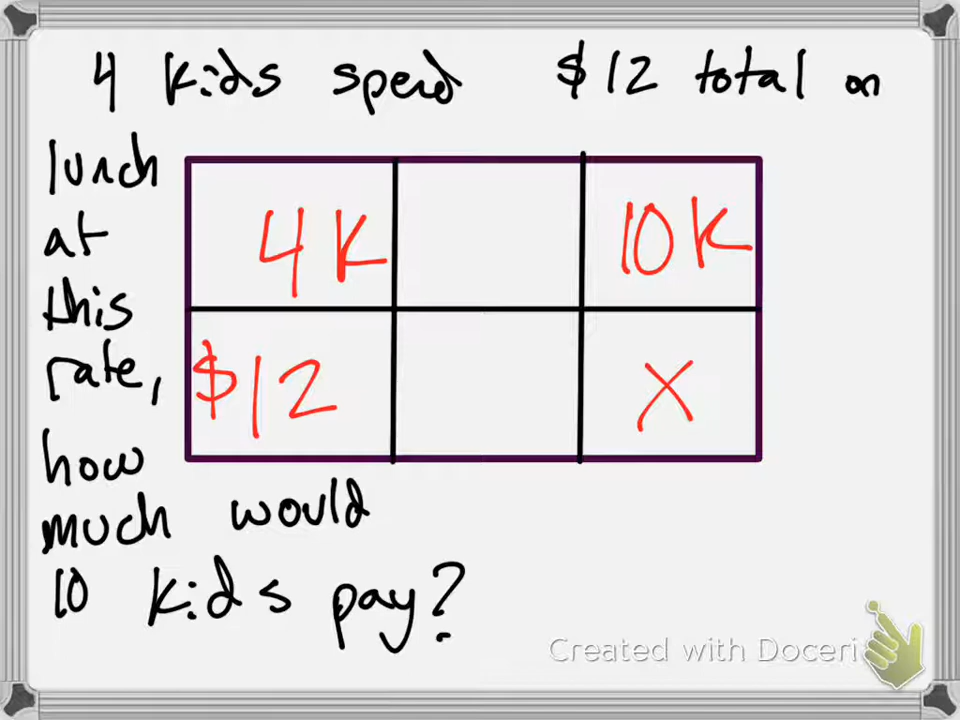 4 kids spend $12 total on
lunch
at
this
rate,
how
much would
10 kids pay?
4K 10K
$12 X
Created with Doceri